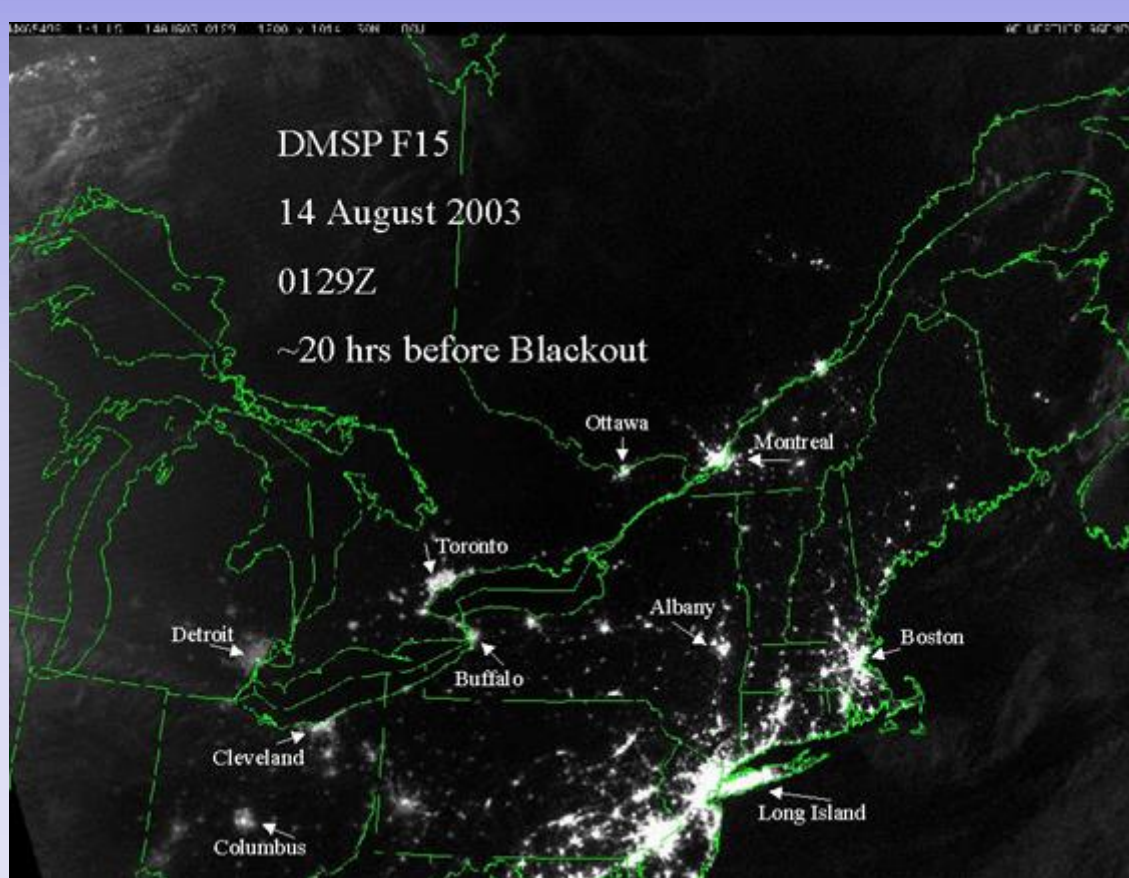 DMSP F15
14 August 2003
0129Z
~20 hrs before Blackout
Ottawa
Montreal
Toronto
Albany
Detroit
Boston
Buffalo
Cleveland
Long Island
Columbus